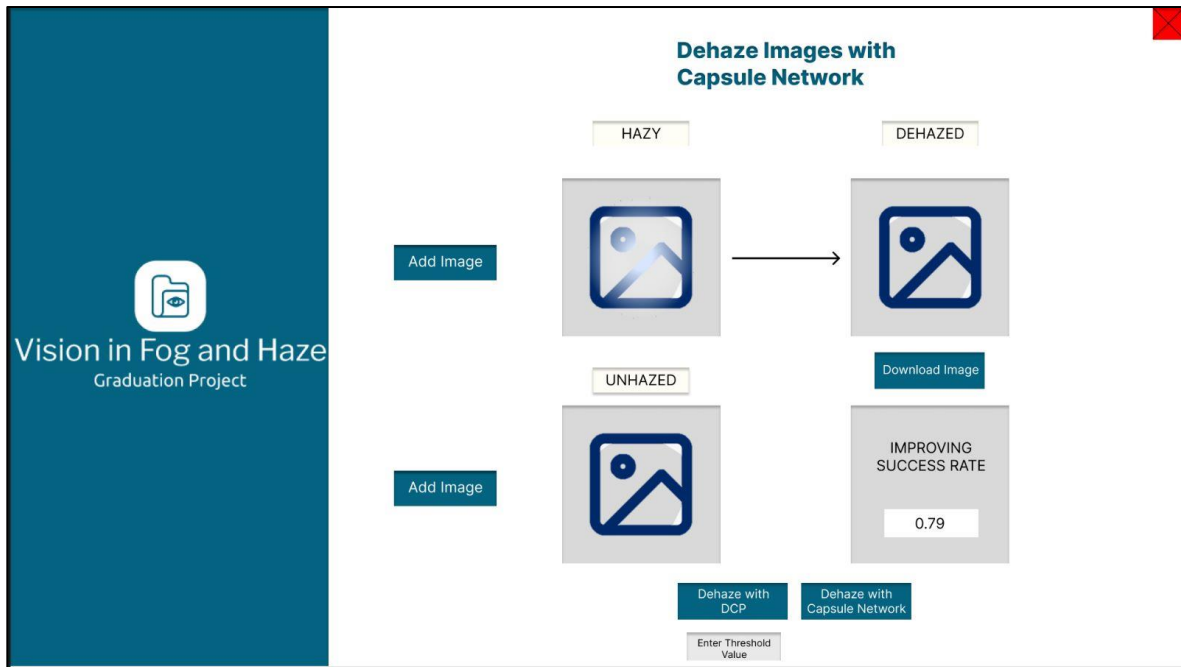 Vision in Fog and Haze
Graduation Project
Dehaze Images with
Capsule Network
HAZY
DEHAZED
Add Image
Download Image
UNHAZED
Add Image
IMPROVING
SUCCESS RATE
0.79
Dehaze with
DCP
Dehaze with
Capsule Network
Enter Threshold
Value